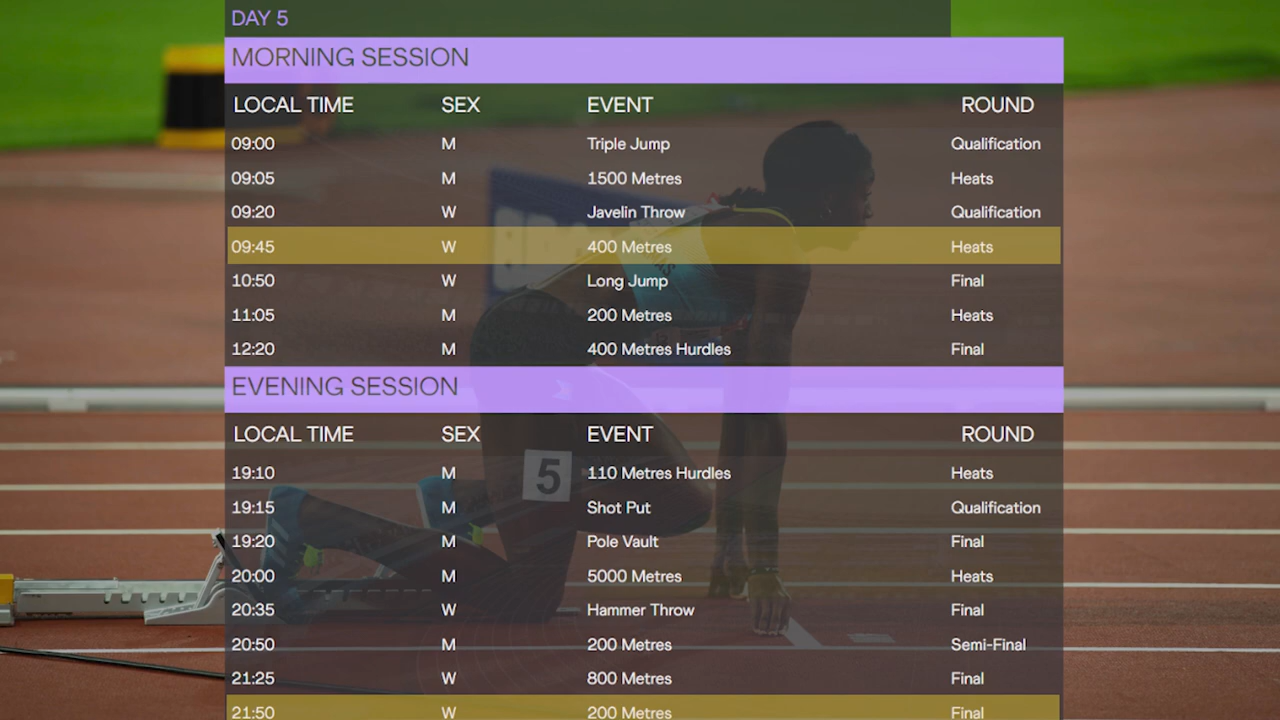 DAY 5
MORNING SESSION
LOCAL TIME SEX EVENT ROUND
09:00 M Triple Jump Qualification
09:05 M 1500 Metres Heats
09:20 W Javelin Throw Qualification
09:45 W 400 Metres Heats
10:50 W Long Jump Final
11:05 M 200 Metres Heats
12:20 M 400 Metres Hurdles Final
EVENING SESSION
LOCAL TIME SEX EVENT ROUND
19:10 M 110 Metres Hurdles Heats
5
19:15 M Shot Put Qualification
19:20 M Pole Vault Final
20:00 M 5000 Metres Heats
20:35 W Hammer Throw Final
20:50 M 200 Metres Semi-Final
21:25 W 800 Metres Final
21:50 W 200 Metres Final